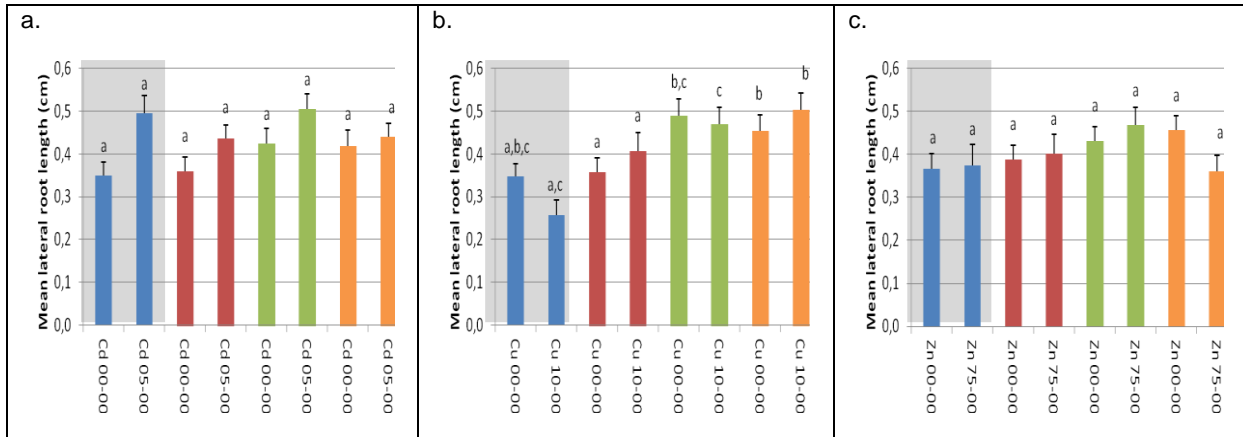 a.
Mean lateral root length (cm)
0,6
0,5
0,4
0,3
0,2
0,1
0,0
a
a
a
a
a
a
a
a
Cd 00-00
Cd 05-00
Cd 00-00
Cd 05-00
Cd 00-00
Cd 05-00
Cd 00-00
Cd 05-00
b.
Mean lateral root length (cm)
0,6
0,5
0,4
0,3
0,2
0,1
0,0
a,b,c
a,c
a
a
b,c
c
b
b
Cu 00-00
Cu 10-00
Cu 00-00
Cu 10-00
Cu 00-00
Cu 10-00
Cu 00-00
Cu 10-00
c.
Mean lateral root length (cm)
0,6
0,5
0,4
0,3
0,2
0,1
0,0
a
a
a
a
a
a
a
a
Zn 00-00
Zn 75-00
Zn 00-00
Zn 75-00
Zn 00-00
Zn 75-00
Zn 00-00
Zn 75-00